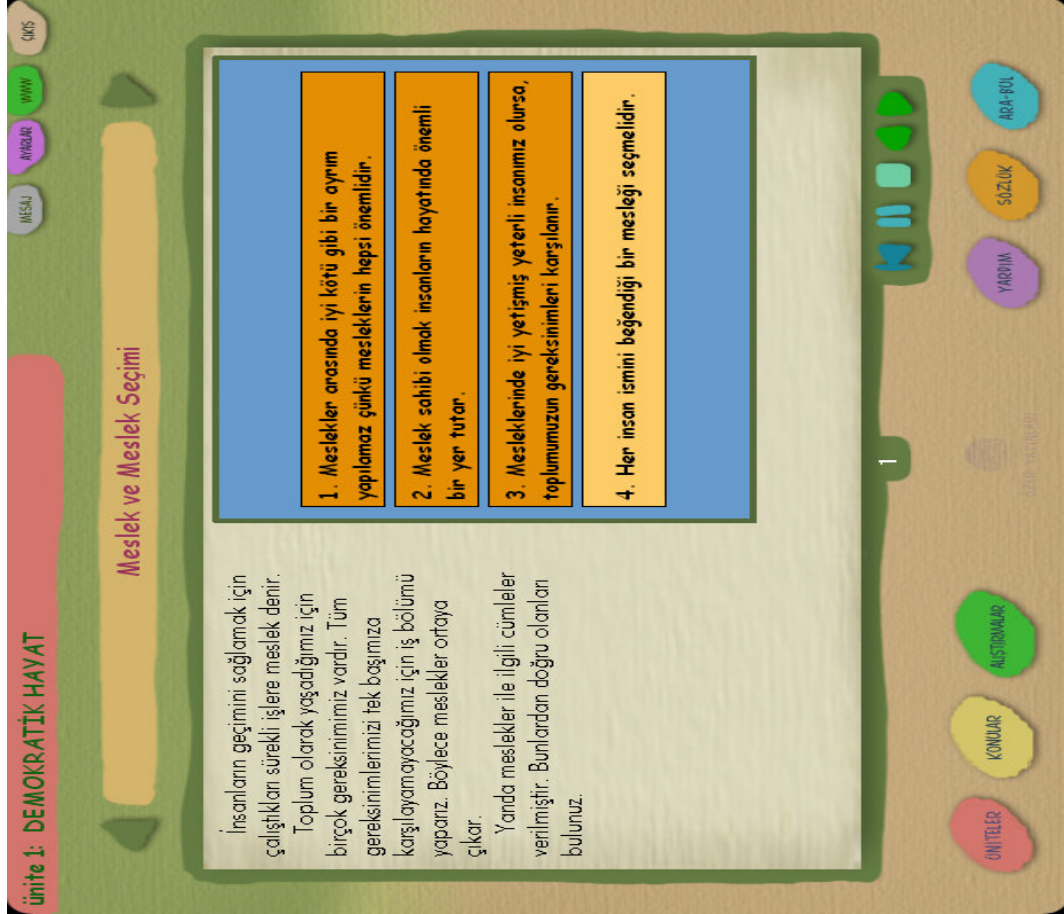 ünite 1: DEMOKRATİK HAYAT
MESAJ
AYARLAR
WWW
ÇIKIŞ
Meslek ve Meslek Seçimi
İnsanların geçimini sağlamak için
çalıştıkları sürekli işlere meslek denir.
Toplum olarak yaşadığımız için
birçok gereksinimimiz vardır. Tüm
gereksinimlerimizi tek başımıza
karşılayamayacağımız için iş bölümü
yaparız. Böylece meslekler ortaya
çıkar.
Yanda meslekler ile ilgili cümleler
verilmiştir. Bunlardan doğru olanları
bulunuz.
1. Meslekler arasında iyi kötü gibi bir ayrım
yapılamaz çünkü mesleklerin hepsi önemlidir.
2. Meslek sahibi olmak insanların hayatında önemli
bir yer tutar.
3. Mesleklerinde iyi yetişmiş yeterli insanımız olursa,
toplumumuzun gereksinimleri karşılanır.
4. Her insan ismini beğendiği bir mesleği seçmelidir.
1
ÜNİTELER
KONULAR
ALIŞTIRMALAR
YARDIM
SÖZLÜK
ARA-BUL